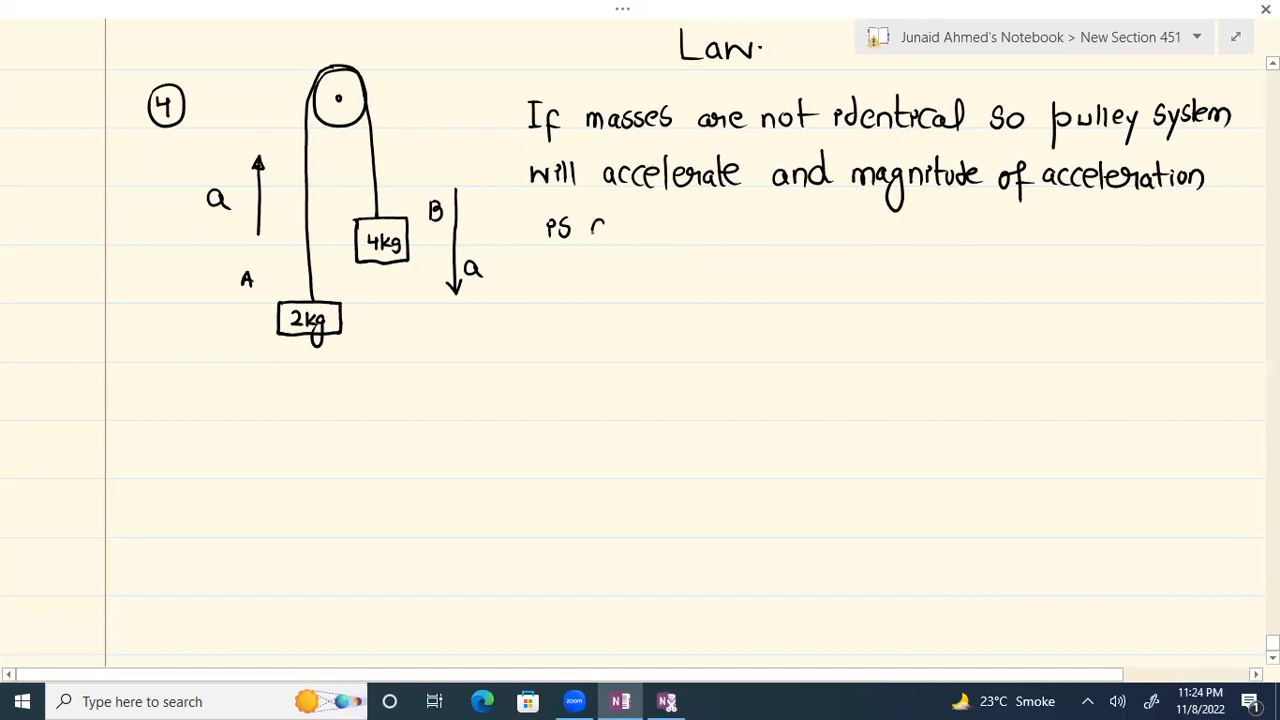 ...
Junaid Ahmed's Notebook > New Section 451
Law.
4
If masses are not identical so pulley system
will accelerate and magnitude of acceleration
is
a
B
4kg
a
A
2kg
Type here to search
23°C Smoke
11:24 PM
11/8/2022
1